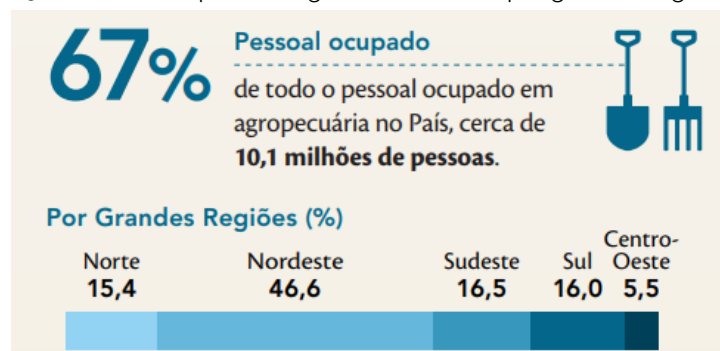 67%
Pessoal ocupado
de todo o pessoal ocupado em
agropecuária no País, cerca de
10,1 milhões de pessoas.
Por Grandes Regiões (%)
Norte Nordeste Sudeste Sul Centro-Oeste
15,4 46,6 16,5 16,0 5,5